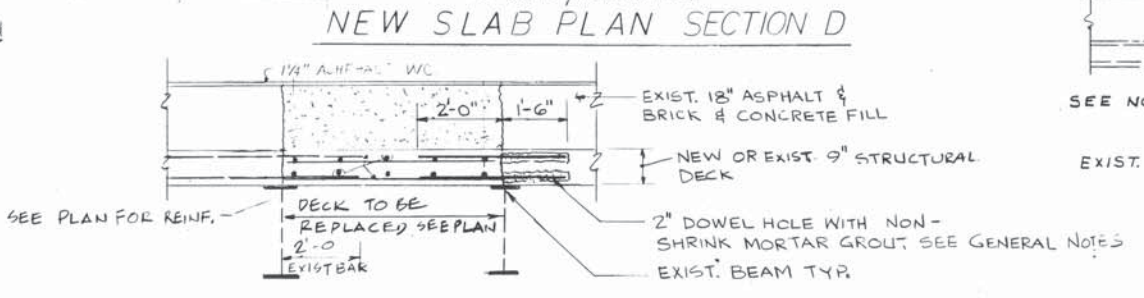 NEW SLAB PLAN SECTION D
1¼" ASPHALT WC
2'-0"
1'-6"
EXIST. 18" ASPHALT &
BRICK & CONCRETE FILL
NEW OR EXIST. 9" STRUCTURAL
DECK
SEE PLAN FOR REINF.
DECK TO BE
REPLACED SEE PLAN
2'-0
EXIST BAR
2" DOWEL HOLE WITH NON-
SHRINK MORTAR GROUT, SEE GENERAL NOTES
EXIST. BEAM TYP.
SEE NO
EXIST.